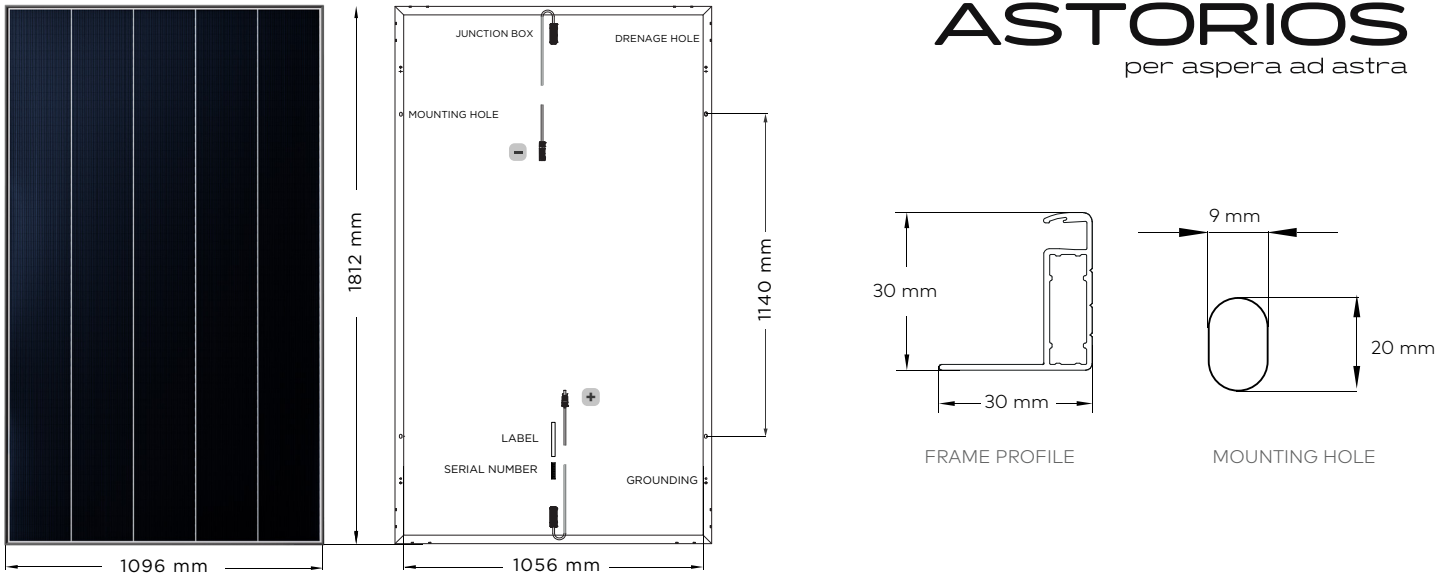 ASTORIOS
per aspera ad astra
JUNCTION BOX
DRENAGE HOLE
MOUNTING HOLE
−
1812 mm
1140 mm
+
LABEL
SERIAL NUMBER
GROUNDING
1096 mm
1056 mm
30 mm
30 mm
FRAME PROFILE
9 mm
20 mm
MOUNTING HOLE